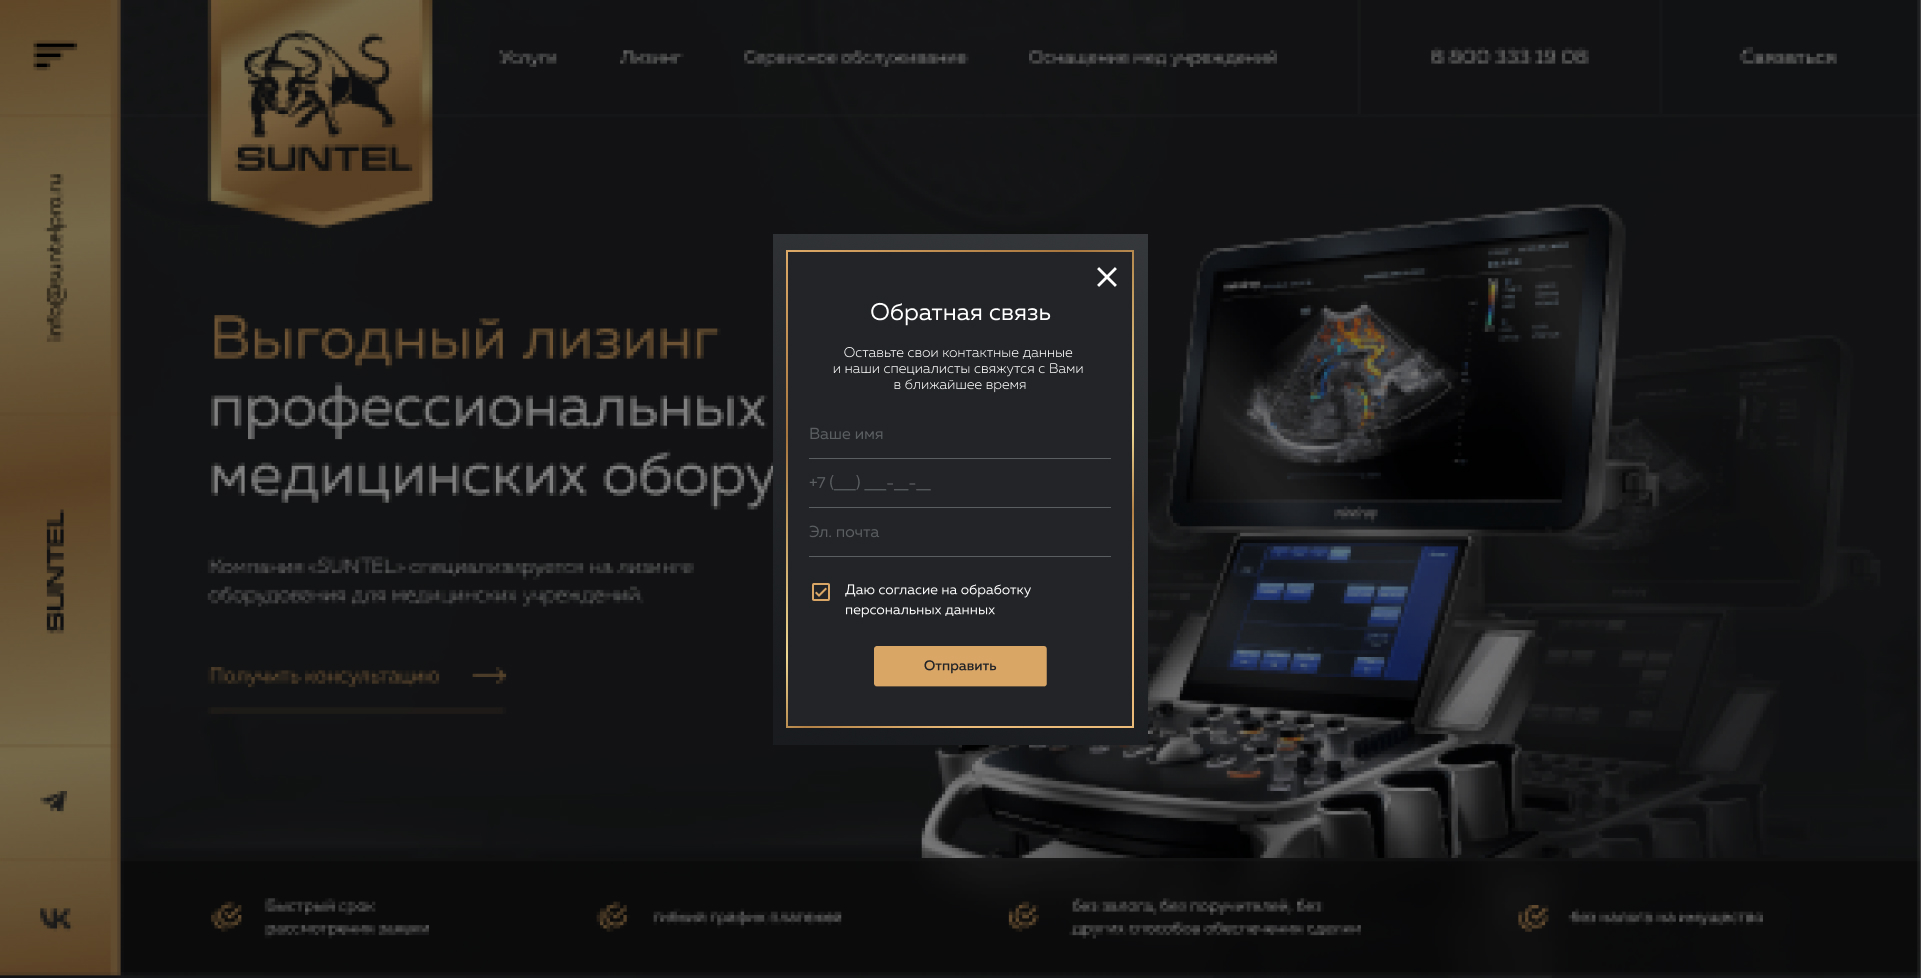 SUNTEL
Услуги
Лизинг
Сервисное обслуживание
Оснащение мед учреждений
8 800 333 19 08
Связаться
info@suntelpro.ru
SUNTEL
Выгодный лизинг
профессиональных
медицинских обору
Компания «SUNTEL» специализируется на лизинге
оборудования для медицинских учреждений.
Получить консультацию
Обратная связь
Оставьте свои контактные данные
и наши специалисты свяжутся с Вами
в ближайшее время
Ваше имя
+7 (___) ___-__-__
Эл. почта
Даю согласие на обработку
персональных данных
Отправить
mindray
Быстрый срок
рассмотрения заявки
гибкий график платежей
без залога, без поручителей, без
других способов обеспечения сделки
без налога на имущество